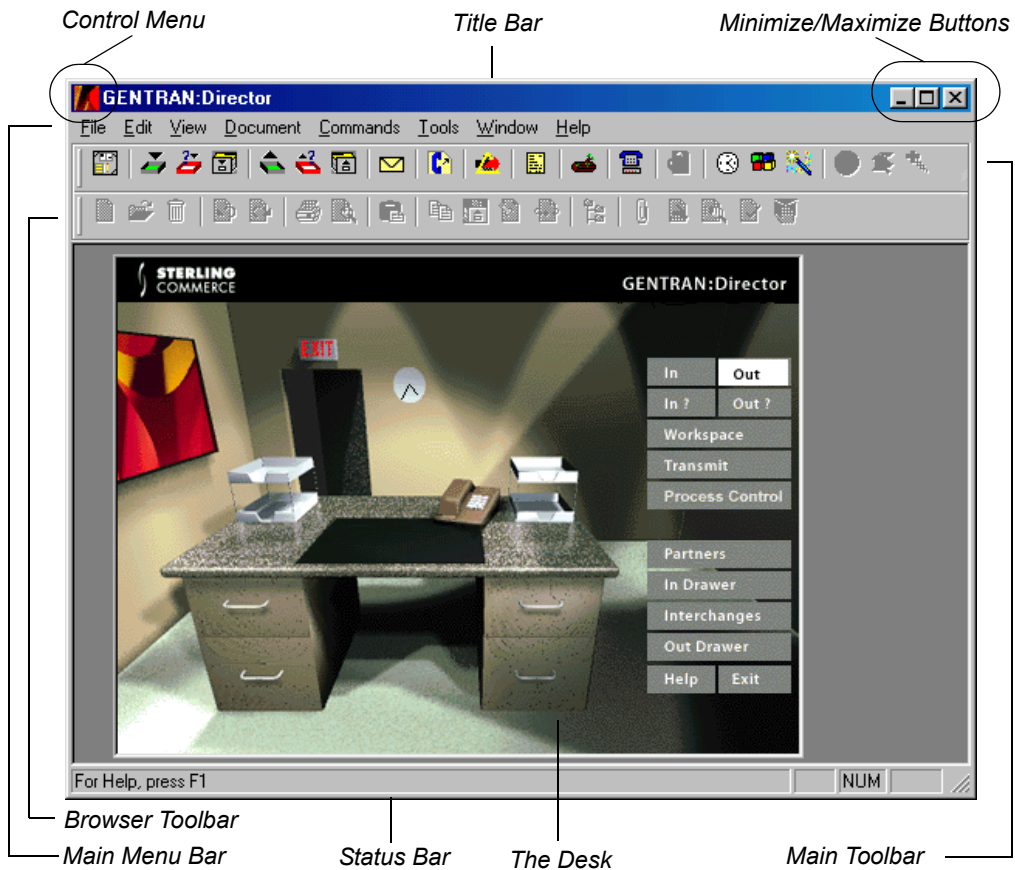 Control Menu
Title Bar
Minimize/Maximize Buttons
GENTRAN:Director
File Edit View Document Commands Tools Window Help
STERLING
COMMERCE
GENTRAN:Director
EXIT
In Out
In ? Out ?
Workspace
Transmit
Process Control
Partners
In Drawer
Interchanges
Out Drawer
Help Exit
For Help, press F1
NUM
Browser Toolbar
Main Menu Bar
Status Bar
The Desk
Main Toolbar